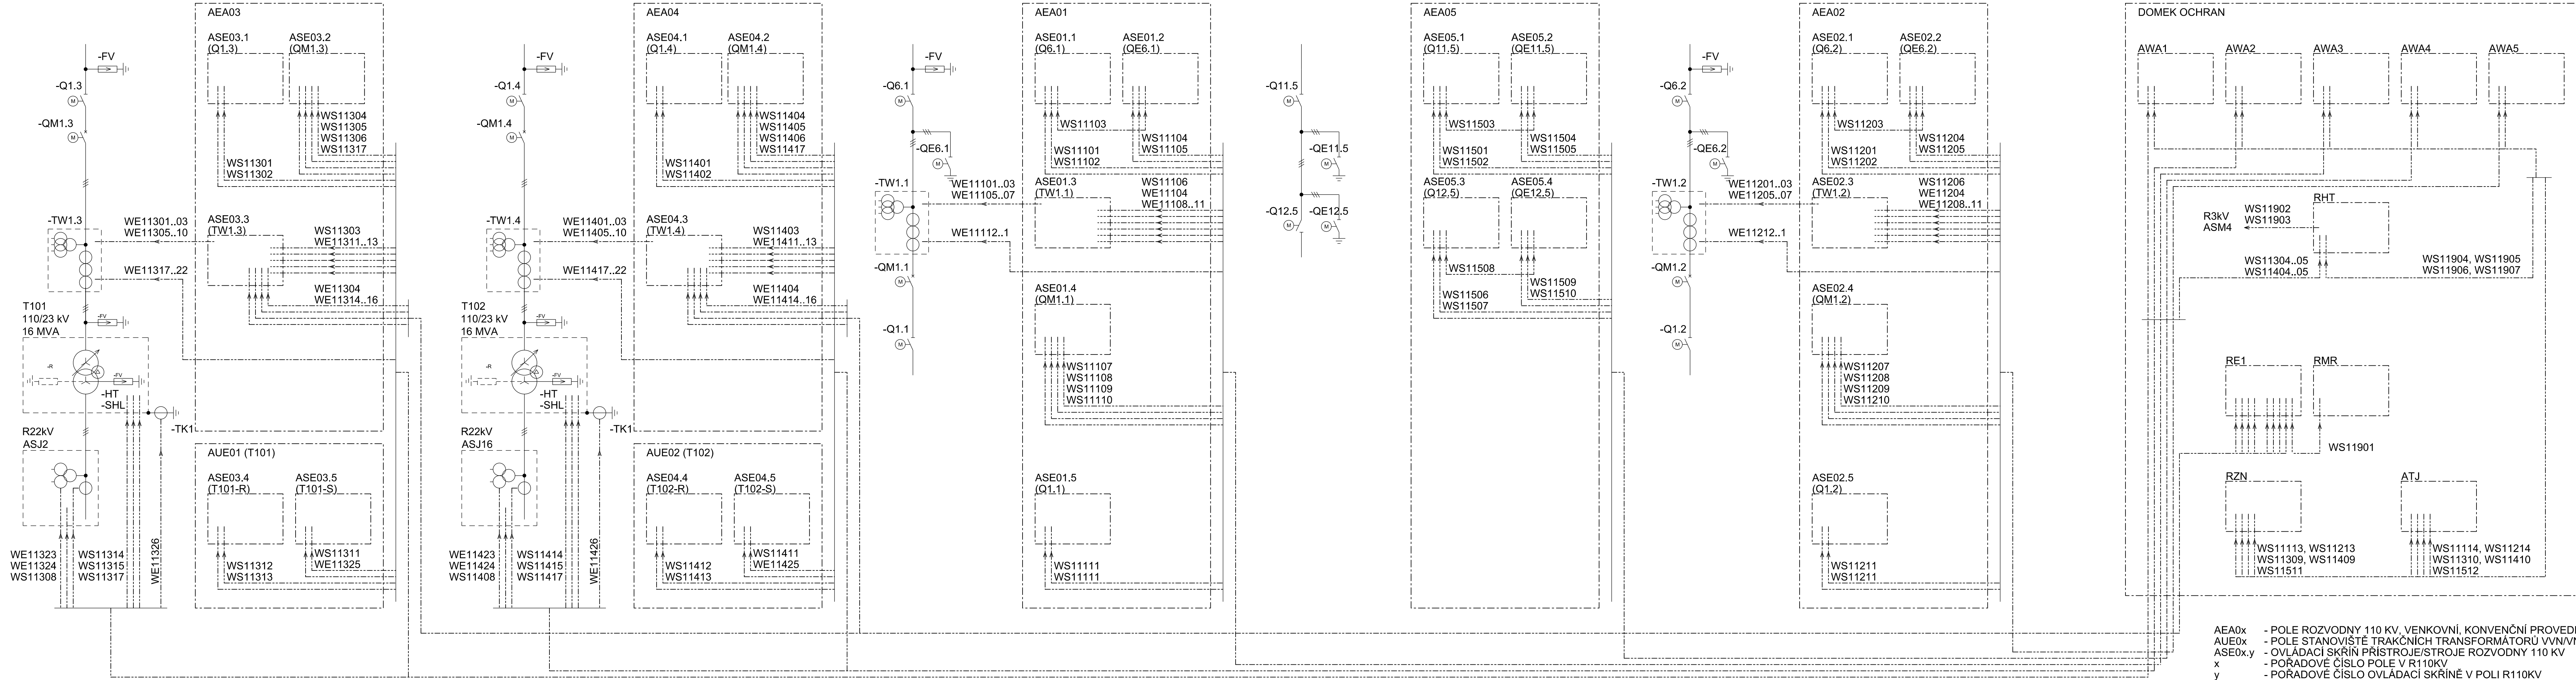 AEA03
ASE03.1
(Q1.3)
ASE03.2
(QM1.3)
-FV
-Q1.3
M
-QM1.3
M
WS11304
WS11305
WS11306
WS11317
WS11301
WS11302
-TW1.3
WE11301..03
WE11305..10
ASE03.3
(TW1.3)
WS11303
WE11311..13
WE11317..22
WE11304
WE11314..16
T101
110/23 kV
16 MVA
-FV
-R
-FV
-HT
-SHL
-TK1
R22kV
ASJ2
WE11323
WE11324
WS11308
WS11314
WS11315
WS11317
WE11326
AUE01 (T101)
ASE03.4
(T101-R)
ASE03.5
(T101-S)
WS11312
WS11313
WS11311
WE11325
AEA04
ASE04.1
(Q1.4)
ASE04.2
(QM1.4)
-FV
-Q1.4
M
-QM1.4
M
WS11404
WS11405
WS11406
WS11417
WS11401
WS11402
-TW1.4
WE11401..03
WE11405..10
ASE04.3
(TW1.4)
WS11403
WE11411..13
WE11417..22
WE11404
WE11414..16
T102
110/23 kV
16 MVA
-FV
-R
-FV
-HT
-SHL
-TK1
R22kV
ASJ16
WE11423
WE11424
WS11408
WS11414
WS11415
WS11417
WE11426
AUE02 (T102)
ASE04.4
(T102-R)
ASE04.5
(T102-S)
WS11412
WS11413
WS11411
WE11425
AEA01
ASE01.1
(Q6.1)
ASE01.2
(QE6.1)
-FV
-Q6.1
M
-QE6.1
M
WS11103
WS11104
WS11105
WS11101
WS11102
-TW1.1
WE11101..03
WE11105..07
ASE01.3
(TW1.1)
WS11106
WE11104
WE11108..11
WE11112..1
-QM1.1
M
ASE01.4
(QM1.1)
-Q1.1
M
WS11107
WS11108
WS11109
WS11110
ASE01.5
(Q1.1)
WS11111
WS11111
AEA05
ASE05.1
(Q11.5)
ASE05.2
(QE11.5)
-Q11.5
M
-QE11.5
M
WS11503
WS11504
WS11505
WS11501
WS11502
ASE05.3
(Q12.5)
ASE05.4
(QE12.5)
-Q12.5
M
-QE12.5
M
WS11508
WS11509
WS11510
WS11506
WS11507
AEA02
ASE02.1
(Q6.2)
ASE02.2
(QE6.2)
-FV
-Q6.2
M
-QE6.2
M
WS11203
WS11204
WS11205
WS11201
WS11202
-TW1.2
WE11201..03
WE11205..07
ASE02.3
(TW1.2)
WS11206
WE11204
WE11208..11
WE11212..1
-QM1.2
M
ASE02.4
(QM1.2)
-Q1.2
M
WS11207
WS11208
WS11209
WS11210
ASE02.5
(Q1.2)
WS11211
WS11211
DOMEK OCHRAN
AWA1
AWA2
AWA3
AWA4
AWA5
RHT
R3kV
ASM4
WS11902
WS11903
WS11304..05
WS11404..05
WS11904, WS11905
WS11906, WS11907
RE1
RMR
WS11901
RZN
ATJ
WS11113, WS11213
WS11309, WS11409
WS11511
WS11114, WS11214
WS11310, WS11410
WS11512
AEA0x - POLE ROZVODNY 110 KV, VENKOVNÍ, KONVENČNÍ PROVEDE
AUE0x - POLE STANOVIŠTĚ TRAKČNÍCH TRANSFORMÁTORŮ VVN/VN
ASE0x.y - OVLÁDACÍ SKŘÍŇ PŘÍSTROJE/STROJE ROZVODNY 110 KV
x - POŘADOVÉ ČÍSLO POLE V R110KV
y - POŘADOVÉ ČÍSLO OVLÁDACÍ SKŘÍNĚ V POLI R110KV